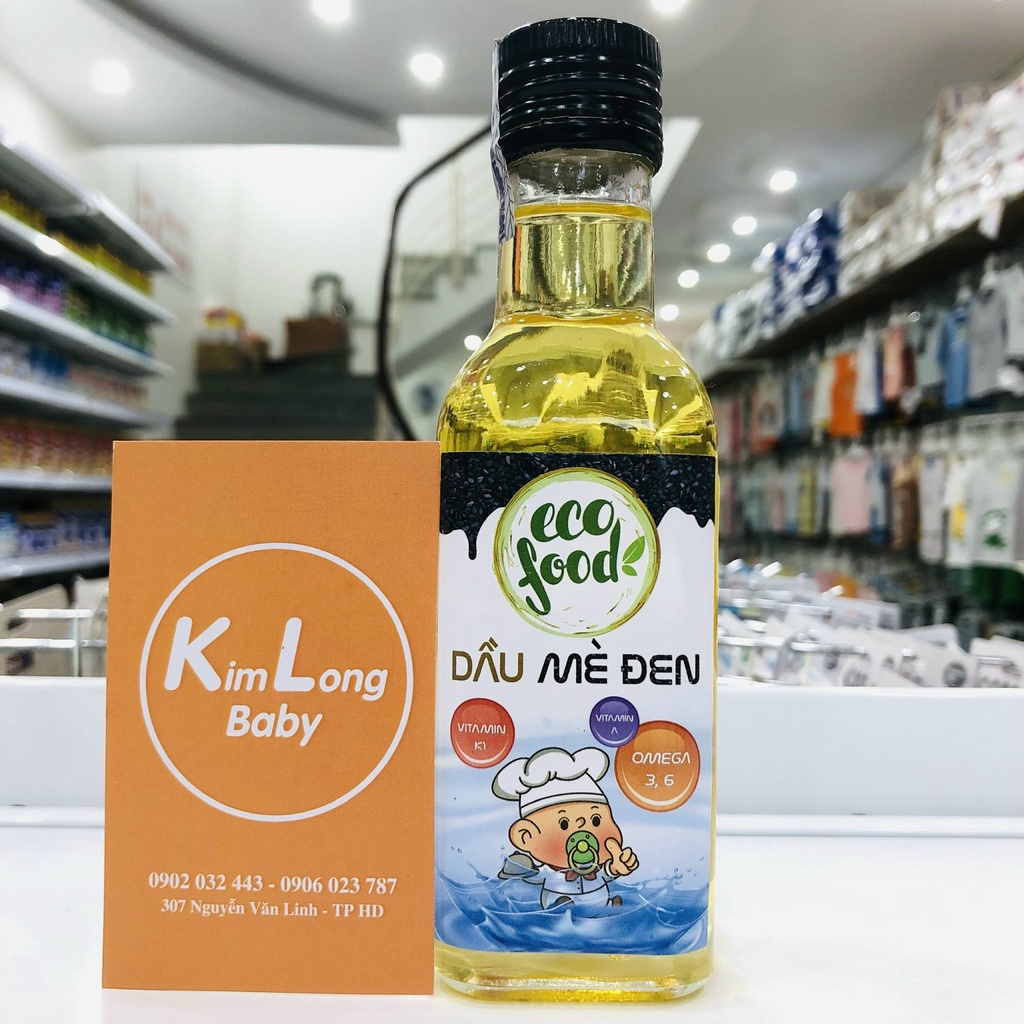 eco
food
DẦU MÈ ĐEN
VITAMIN
K1
VITAMIN
A
OMEGA
3, 6
Kim Long
Baby
0902 032 443 - 0906 023 787
307 Nguyễn Văn Linh - TP HD